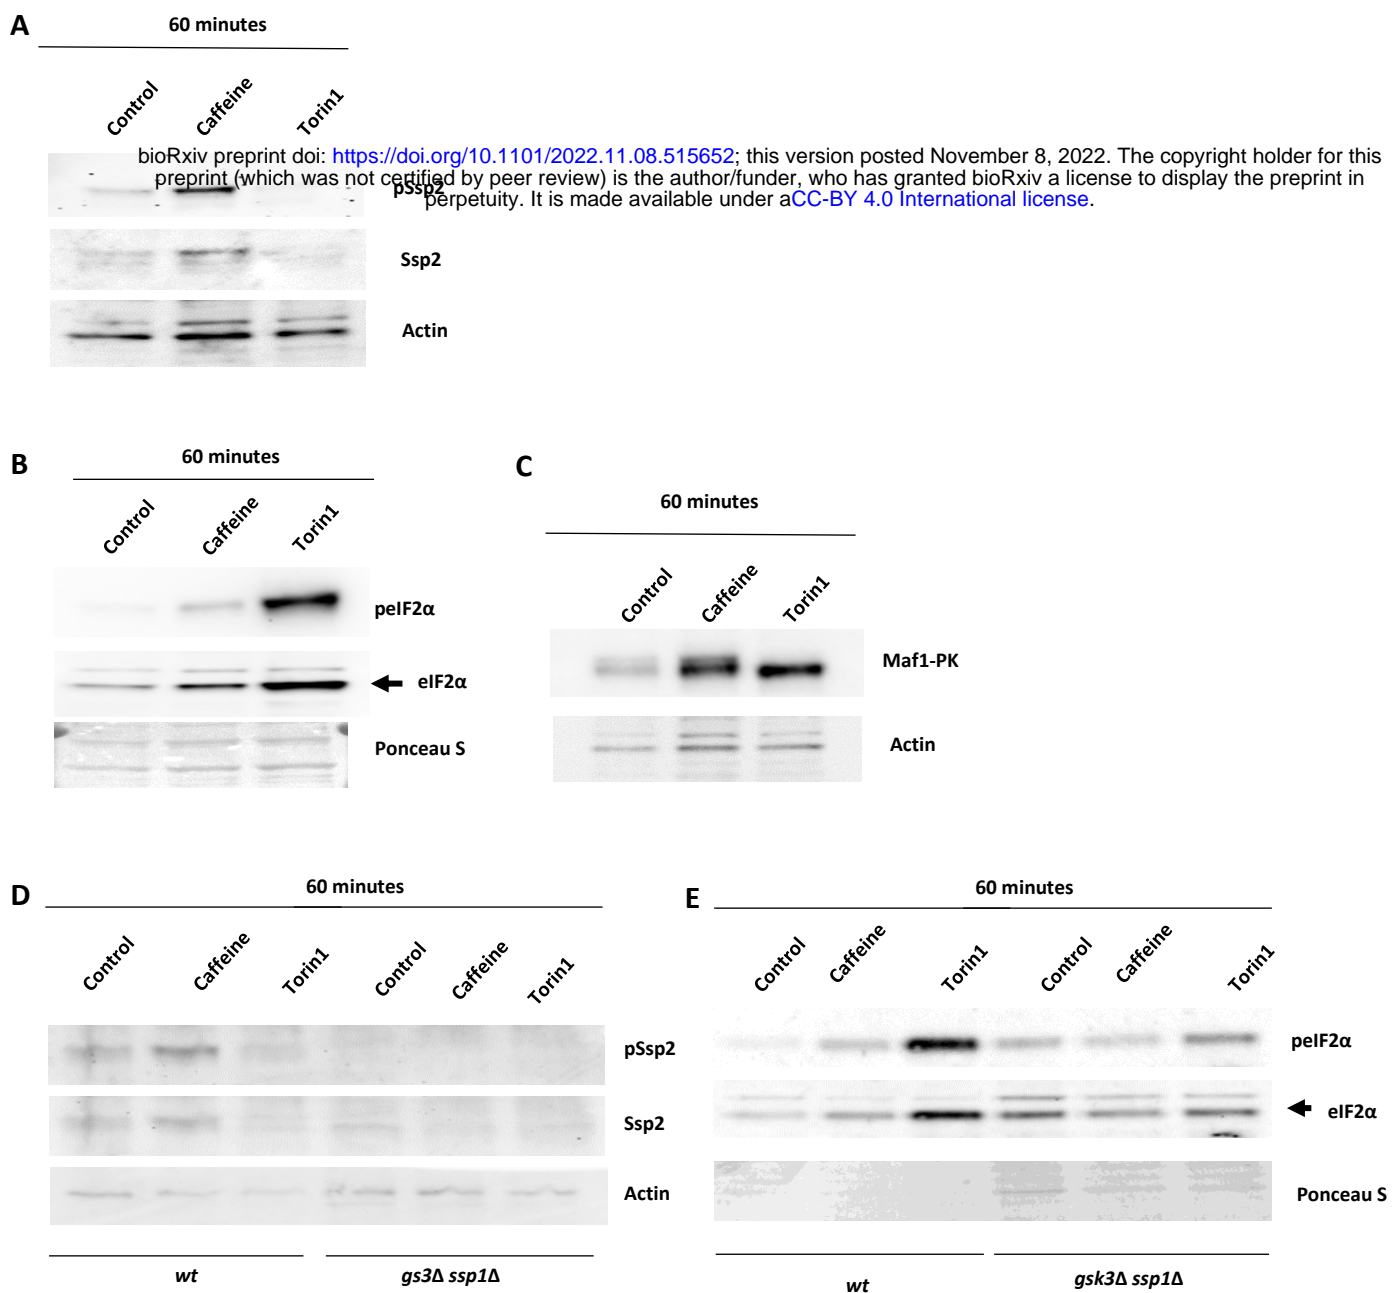 A
60 minutes
Control
Caffeine
Torin1
bioRxiv preprint doi: https://doi.org/10.1101/2022.11.08.515652; this version posted November 8, 2022. The copyright holder for this
preprint (which was not certified by peer review) is the author/funder, who has granted bioRxiv a license to display the preprint in
perpetuity. It is made available under aCC-BY 4.0 International license.
pSsp2
Ssp2
Actin
B
60 minutes
Control
Caffeine
Torin1
peIF2α
eIF2α
Ponceau S
C
60 minutes
Control
Caffeine
Torin1
Maf1-PK
Actin
D
60 minutes
Control
Caffeine
Torin1
Control
Caffeine
Torin1
pSsp2
Ssp2
Actin
wt
gs3Δ ssp1Δ
E
60 minutes
Control
Caffeine
Torin1
Control
Caffeine
Torin1
peIF2α
eIF2α
Ponceau S
wt
gsk3Δ ssp1Δ